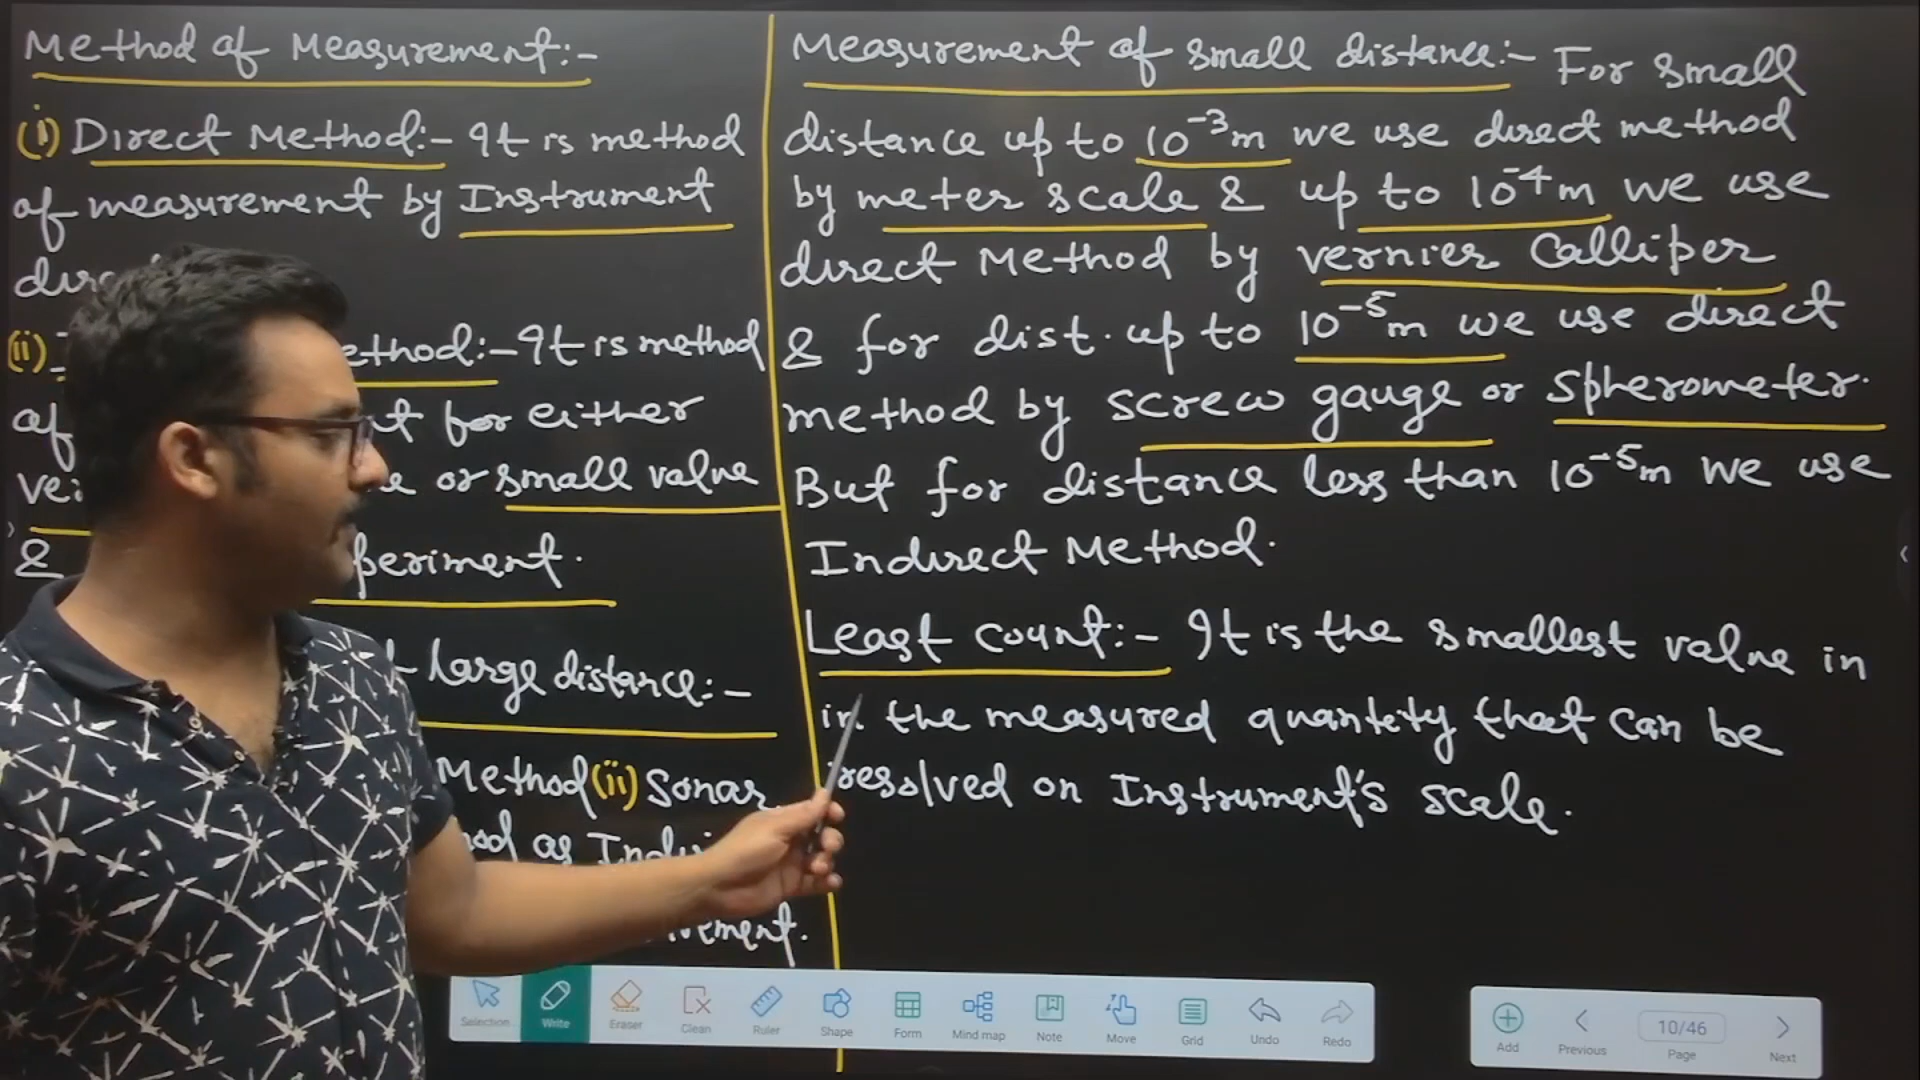 Method of Measurement:-
(i) Direct Method:- It is method
of measurement by Instrument
(ii) ethod:- It is method
of for either
or small value
& periment.
Large distance:-
Method (ii) Sonar
as Indi
vement.
Measurement of small distance:- For small
distance up to 10⁻³m we use direct method
by meter scale & up to 10⁻⁴m we use
direct Method by vernier Calliper
& for dist. up to 10⁻⁵m we use direct
method by screw gauge or Spherometer.
But for distance less than 10⁻⁵m we use
Indirect Method.
Least count:- It is the smallest value in
in the measured quantity that can be
resolved on Instrument's scale.
Selection Write Eraser Clean Ruler Shape Form Mind map Note Move Grid Undo Redo
Add Previous 10/46 Page Next